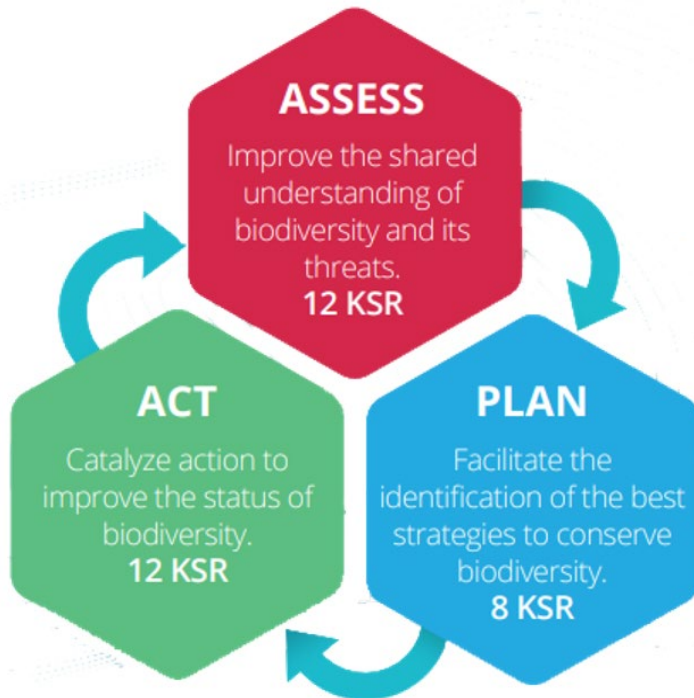 ASSESS
Improve the shared
understanding of
biodiversity and its
threats.
12 KSR
ACT
Catalyze action to
improve the status of
biodiversity.
12 KSR
PLAN
Facilitate the
identification of the best
strategies to conserve
biodiversity.
8 KSR